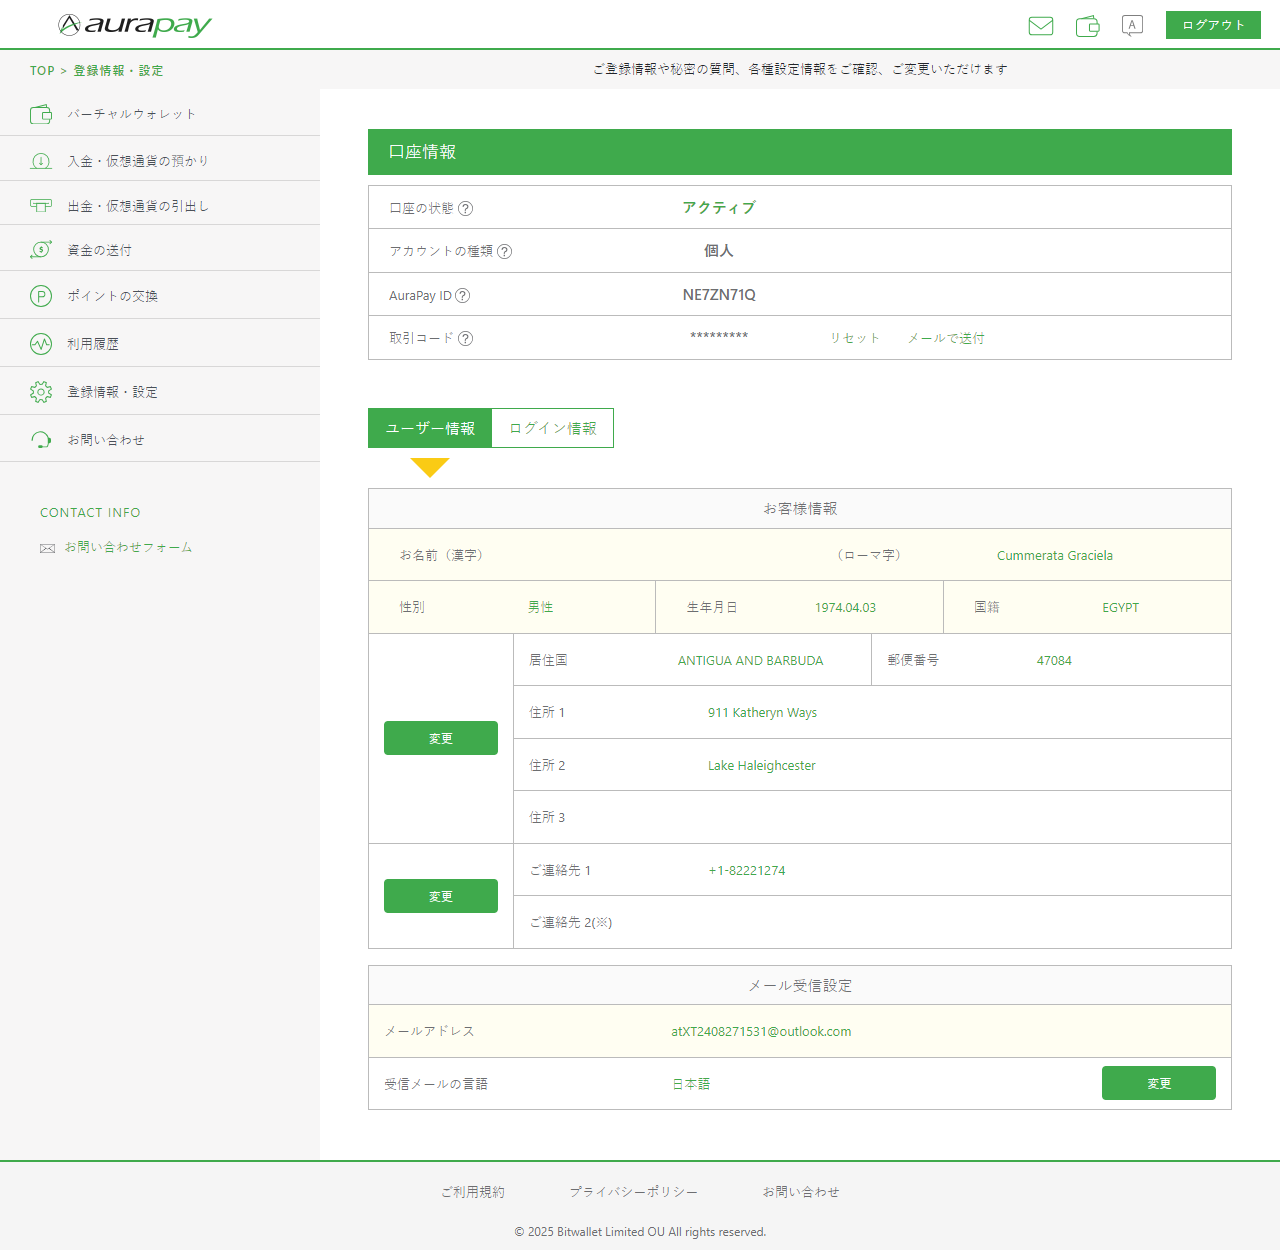 aurapay
A
ログアウト
TOP > 登録情報・設定
ご登録情報や秘密の質問、各種設定情報をご確認、ご変更いただけます
バーチャルウォレット
入金・仮想通貨の預かり
出金・仮想通貨の引出し
資金の送付
ポイントの交換
利用履歴
登録情報・設定
お問い合わせ
CONTACT INFO
お問い合わせフォーム
口座情報
口座の状態 ? アクティブ
アカウントの種類 ? 個人
AuraPay ID ? NE7ZN71Q
取引コード ? ********* リセット メールで送付
ユーザー情報 ログイン情報
お客様情報
お名前（漢字） （ローマ字） Cummerata Graciela
性別 男性 生年月日 1974.04.03 国籍 EGYPT
居住国 ANTIGUA AND BARBUDA 郵便番号 47084
住所 1 911 Katheryn Ways
変更
住所 2 Lake Haleighcester
住所 3
ご連絡先 1 +1-82221274
変更
ご連絡先 2(※)
メール受信設定
メールアドレス atXT2408271531@outlook.com
受信メールの言語 日本語 変更
ご利用規約 プライバシーポリシー お問い合わせ
© 2025 Bitwallet Limited OU All rights reserved.